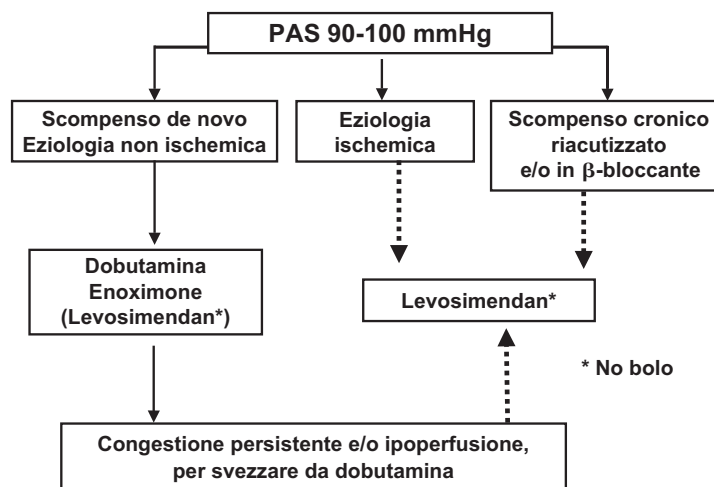 PAS 90-100 mmHg
Scompenso de novo
Eziologia non ischemica
Eziologia
ischemica
Scompenso cronico
riacutizzato
e/o in β-bloccante
Dobutamina
Enoximone
(Levosimendan*)
Levosimendan*
* No bolo
Congestione persistente e/o ipoperfusione,
per svezzare da dobutamina